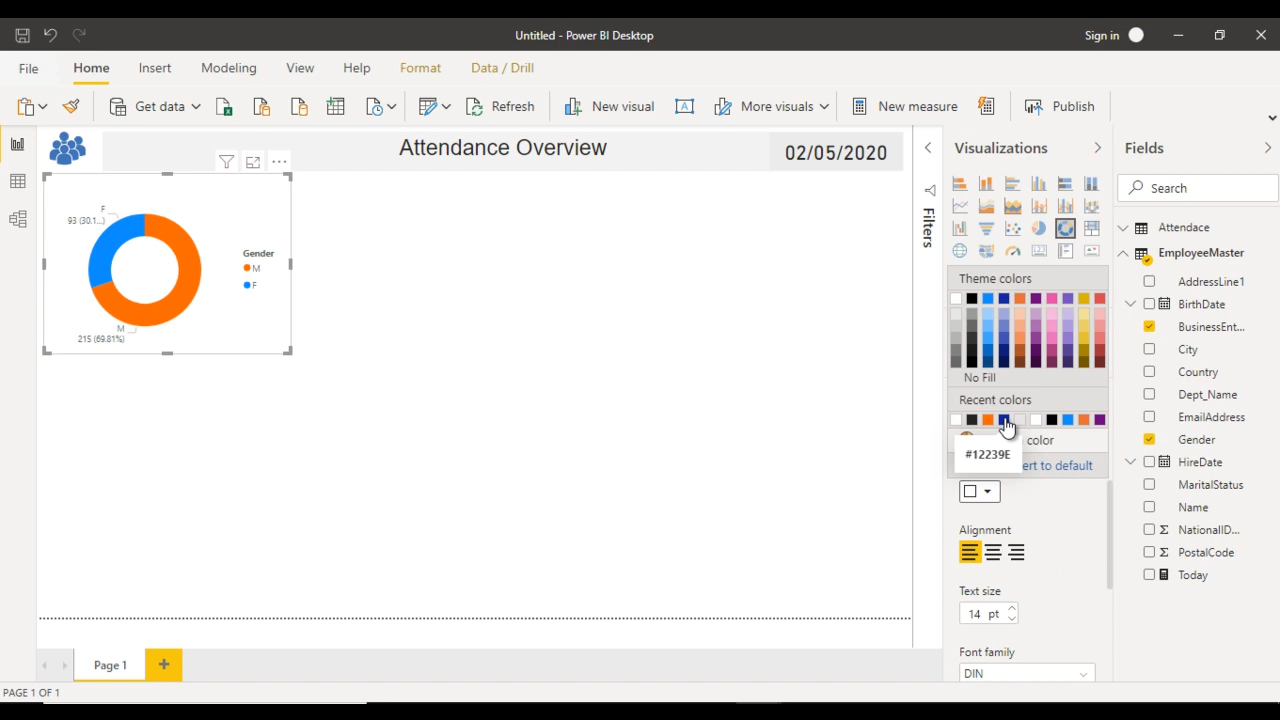 Untitled - Power BI Desktop
Sign in
File
Home
Insert
Modeling
View
Help
Format
Data / Drill
Get data
Refresh
New visual
More visuals
New measure
Publish
Attendance Overview
02/05/2020
F
93 (30.1...)
M
215 (69.81%)
Gender
M
F
Filters
Visualizations
Theme colors
No Fill
Recent colors
color
#12239E
ert to default
Alignment
Text size
14 pt
Font family
DIN
Fields
Search
Attendace
EmployeeMaster
AddressLine1
BirthDate
BusinessEnt...
City
Country
Dept_Name
EmailAddress
Gender
HireDate
MaritalStatus
Name
NationalID...
PostalCode
Today
Page 1
PAGE 1 OF 1